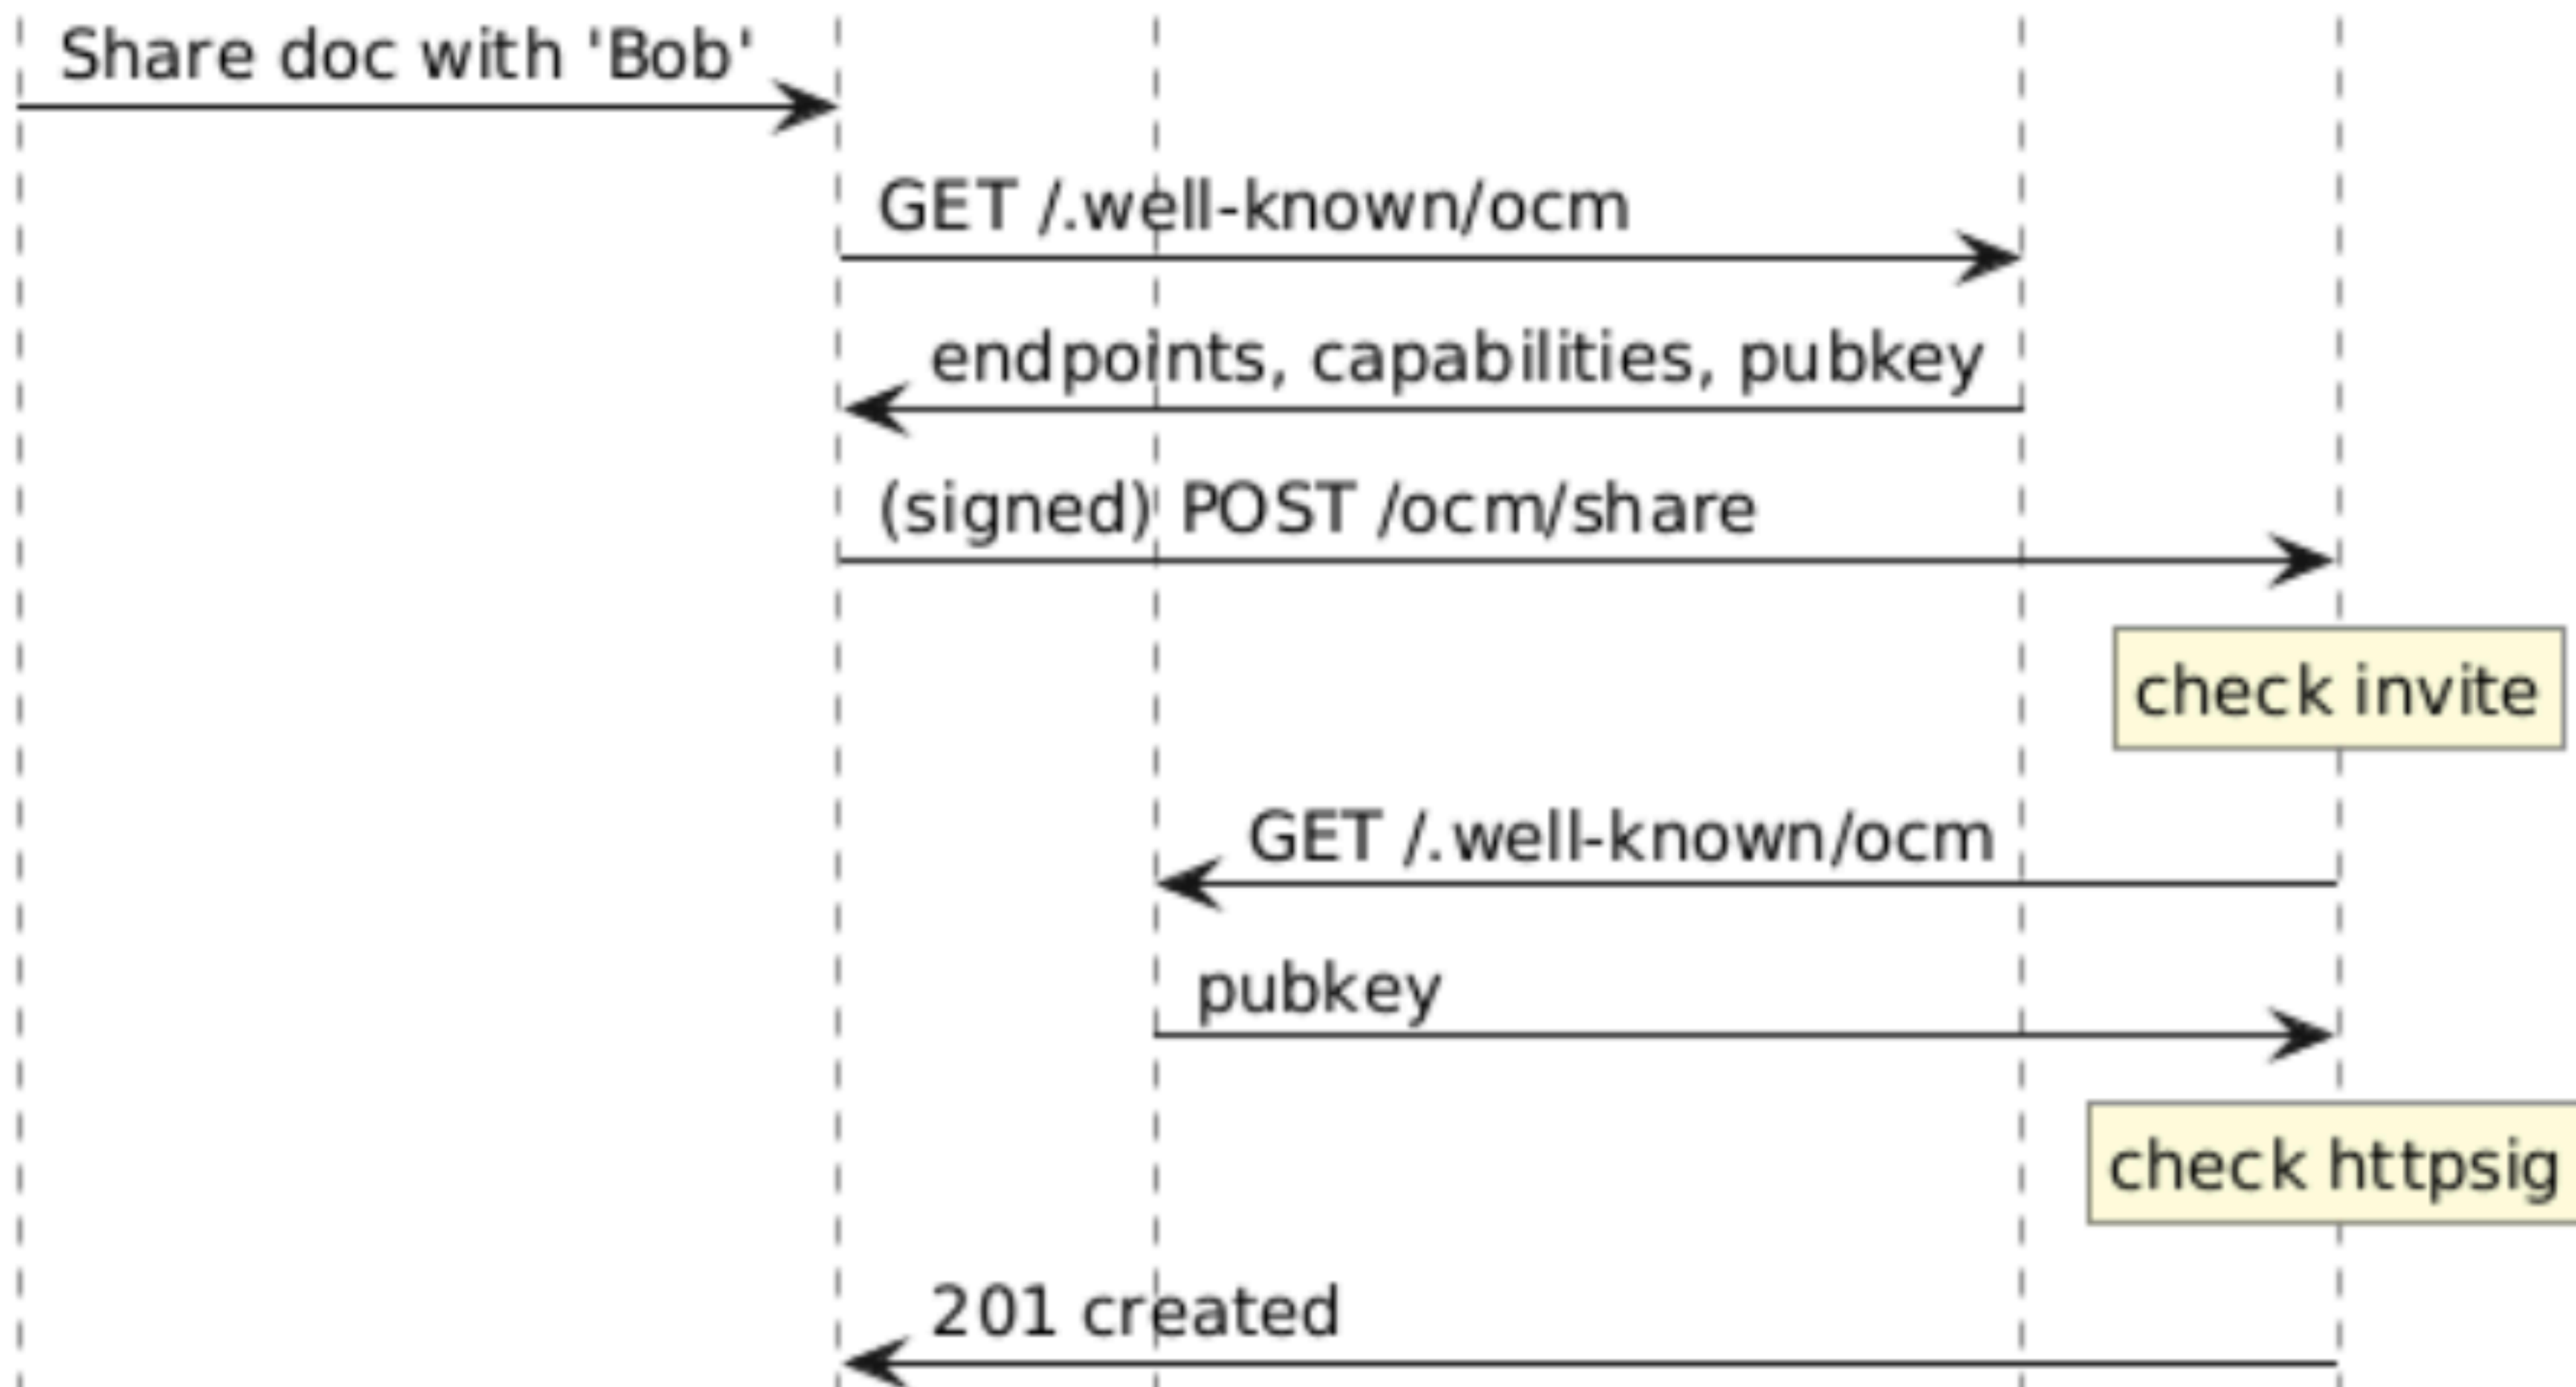 Share doc with 'Bob'
GET /.well-known/ocm
endpoints, capabilities, pubkey
(signed) POST /ocm/share
check invite
GET /.well-known/ocm
pubkey
check httpsig
201 created